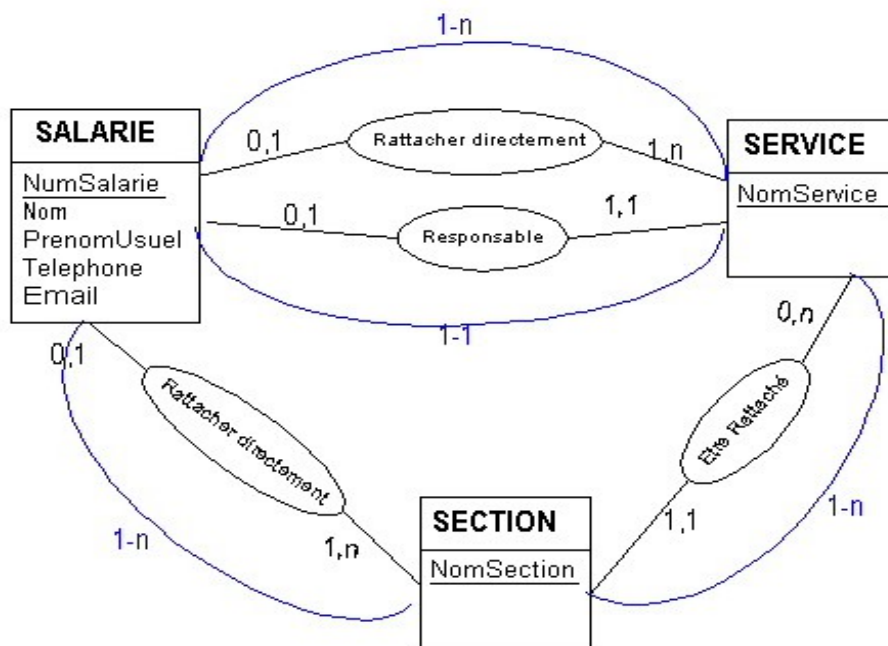 1-n
SALARIE
NumSalarie
Nom
PrenomUsuel
Telephone
Email
0,1
Rattacher directement
1,n
SERVICE
NomService
0,1
Responsable
1,1
1-1
0,1
Rattacher directement
1,n
1-n
0,n
Etre Rattaché
1,1
1-n
SECTION
NomSection